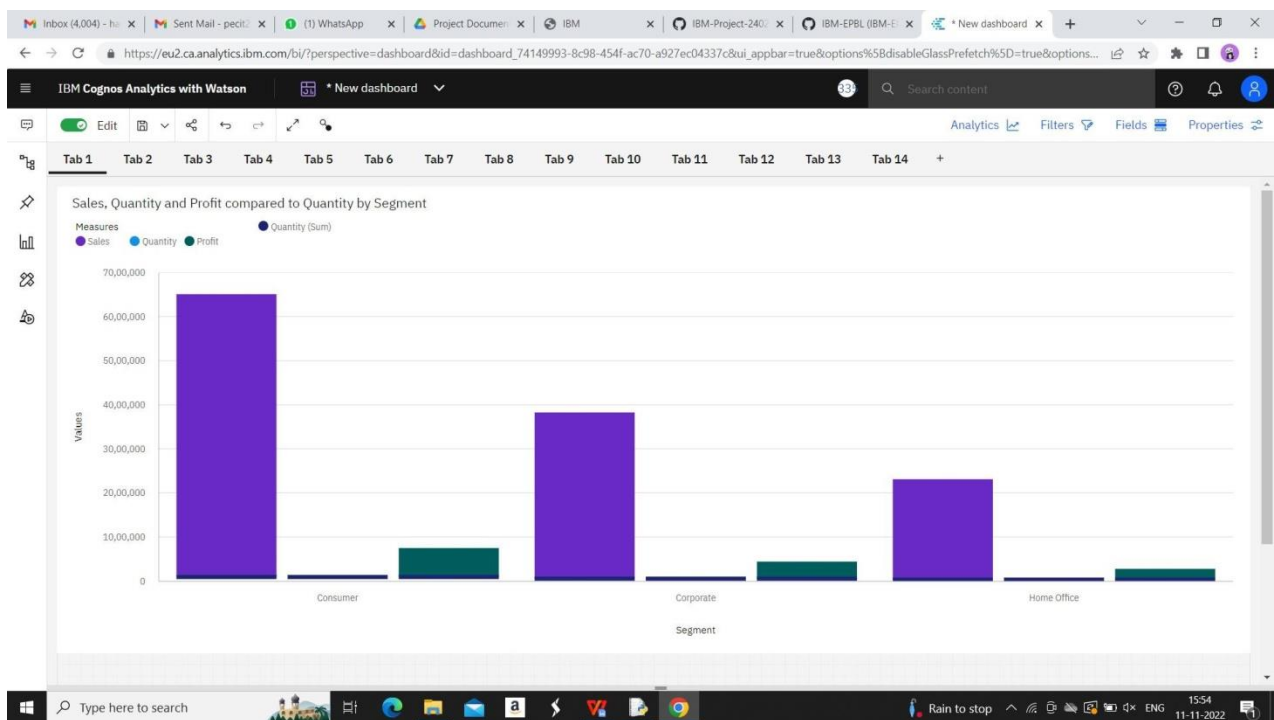 Inbox (4,004) - ha
Sent Mail - pecit2
(1) WhatsApp
Project Documen
IBM
IBM-Project-240
IBM-EPBL (IBM-E
* New dashboard
https://eu2.ca.analytics.ibm.com/bi/?perspective=dashboard&id=dashboard_74149993-8c98-454f-ac70-a927ec04337c&ui_appbar=true&options%5BdisableGlassPrefetch%5D=true&options...
IBM Cognos Analytics with Watson
* New dashboard
Search content
Edit
Analytics
Filters
Fields
Properties
Tab 1 Tab 2 Tab 3 Tab 4 Tab 5 Tab 6 Tab 7 Tab 8 Tab 9 Tab 10 Tab 11 Tab 12 Tab 13 Tab 14 +
Sales, Quantity and Profit compared to Quantity by Segment
Measures
Quantity (Sum)
Sales Quantity Profit
70,00,000
60,00,000
50,00,000
40,00,000
30,00,000
20,00,000
10,00,000
0
Values
Consumer Corporate Home Office
Segment
Type here to search
Rain to stop
ENG
15:54
11-11-2022